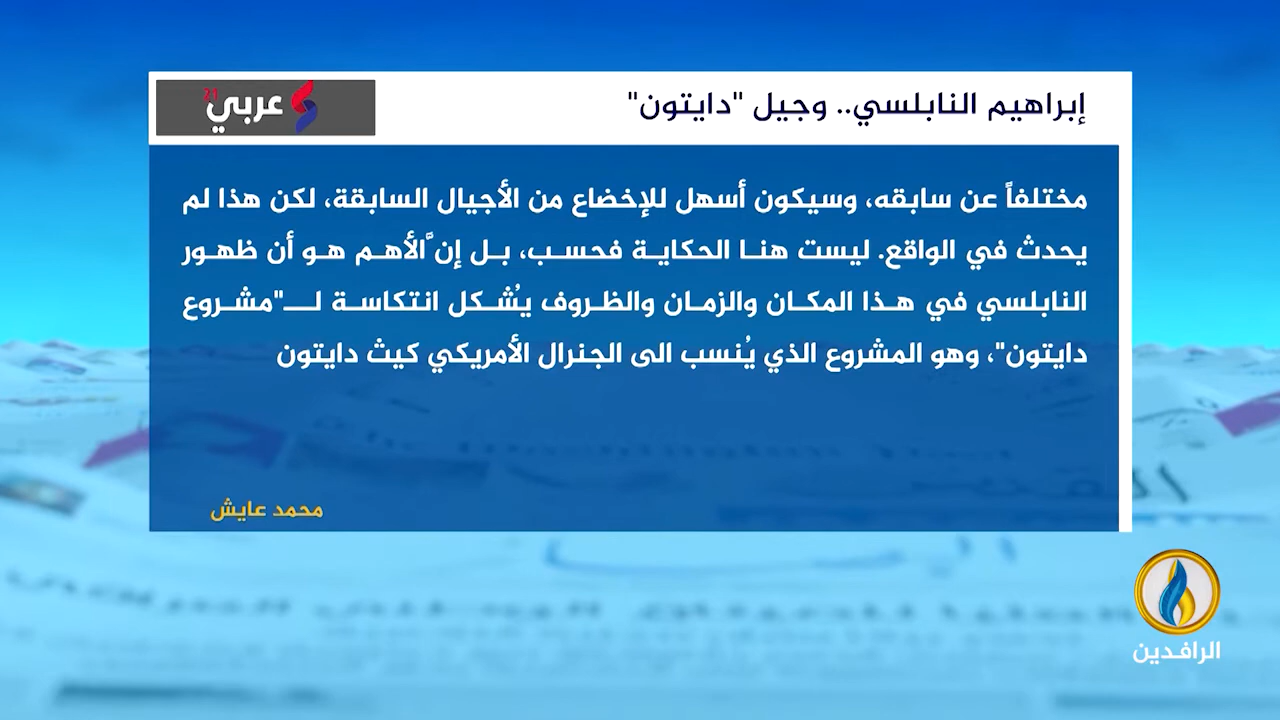 إبراهيم النابلسي.. وجيل "دايتون"
عربي21
مختلفاً عن سابقه، وسيكون أسهل للإخضاع من الأجيال السابقة، لكن هذا لم
يحدث في الواقع. ليست هنا الحكاية فحسب، بل إن َّالأهم هو أن ظهور
النابلسي في هذا المكان والزمان والظروف يُشكل انتكاسة لـ"مشروع
دايتون"، وهو المشروع الذي يُنسب الى الجنرال الأمريكي كيث دايتون
محمد عايش
الرافدين